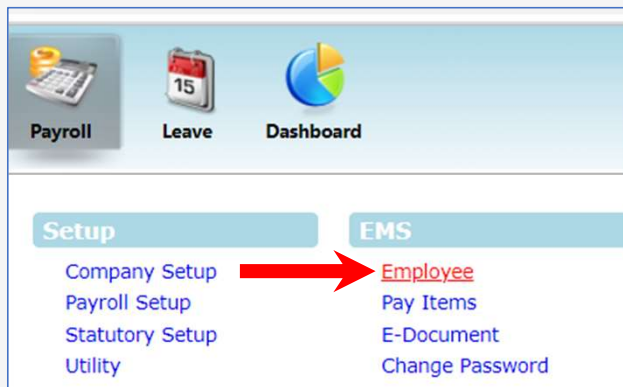 15
Payroll Leave Dashboard
Setup
Company Setup
Payroll Setup
Statutory Setup
Utility
EMS
Employee
Pay Items
E-Document
Change Password